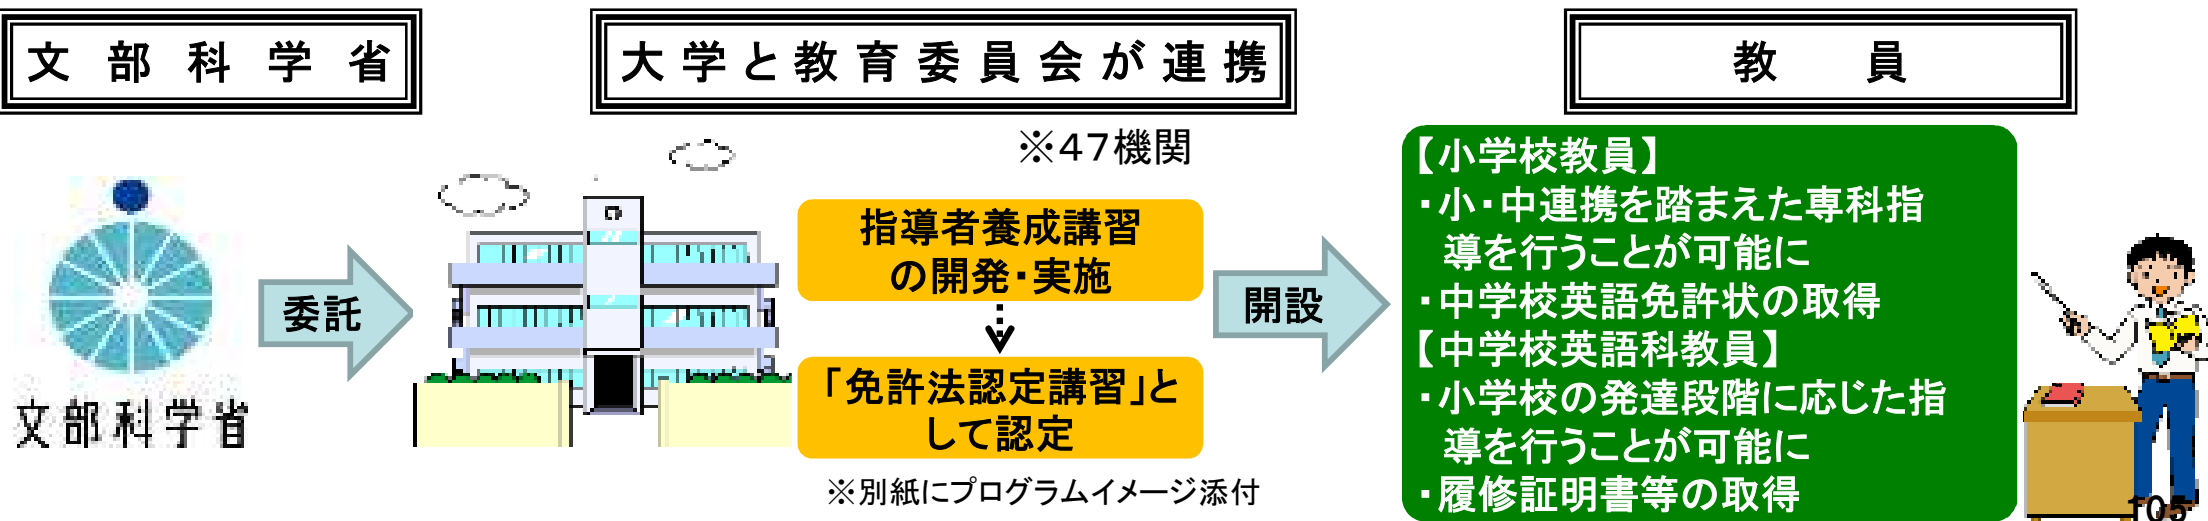 文部科学省
大学と教育委員会が連携
教員
※47機関
文部科学省
委託
指導者養成講習
の開発・実施
「免許法認定講習」と
して認定
※別紙にプログラムイメージ添付
開設
【小学校教員】
・小・中連携を踏まえた専科指
導を行うことが可能に
・中学校英語免許状の取得
【中学校英語科教員】
・小学校の発達段階に応じた指
導を行うことが可能に
・履修証明書等の取得
105